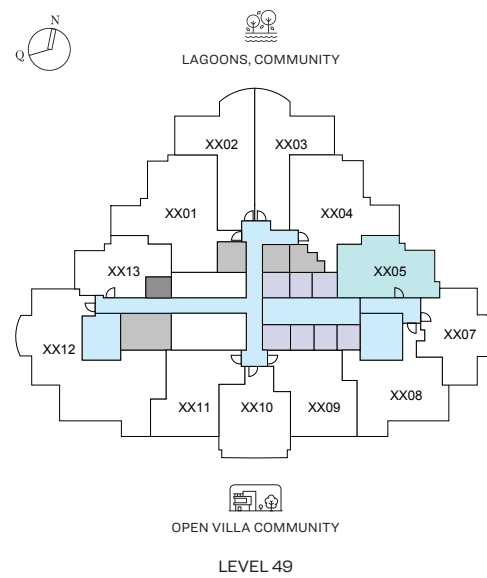 N
Q
LAGOONS, COMMUNITY
XX02
XX03
XX01
XX04
XX13
XX05
XX12
XX07
XX08
XX11
XX10
XX09
OPEN VILLA COMMUNITY
LEVEL 49